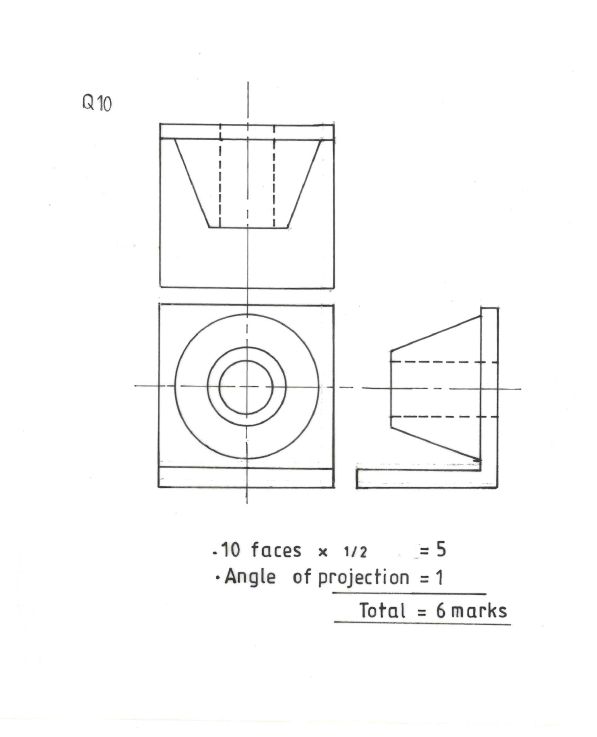 Q10
. 10 faces x 1/2 = 5
• Angle of projection = 1
Total = 6 marks